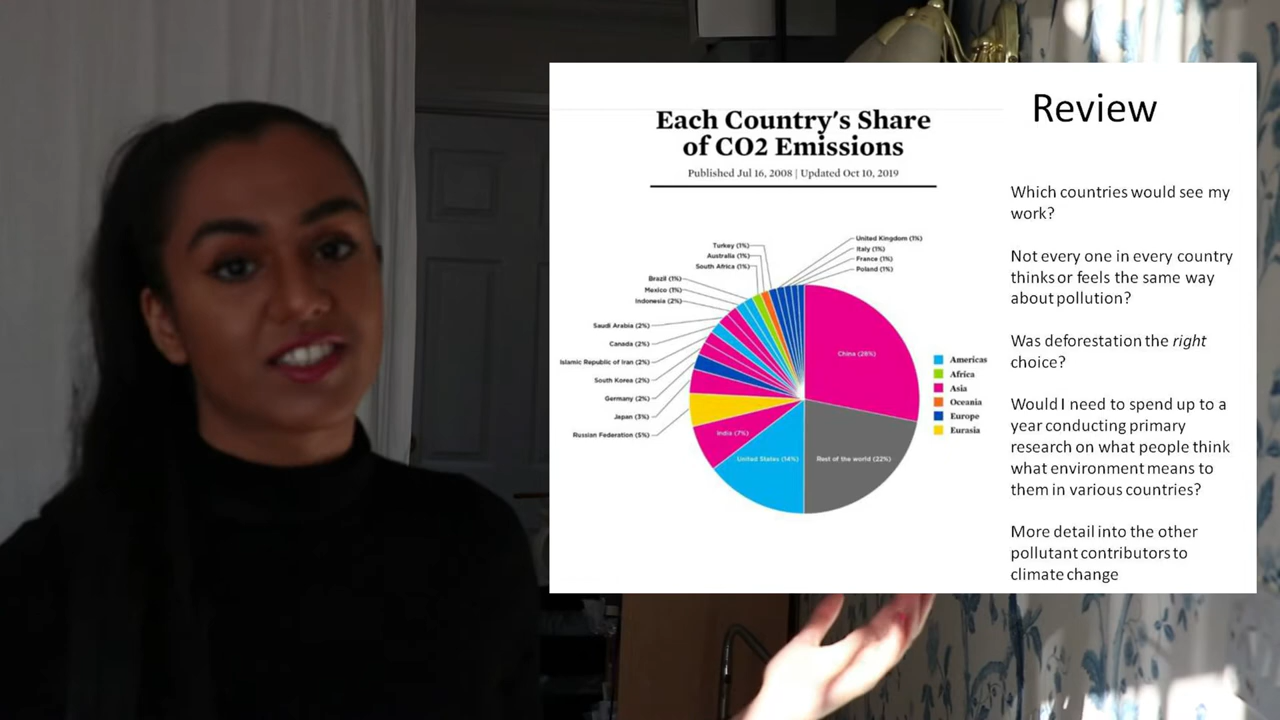 Each Country's Share
of CO2 Emissions
Published Jul 16, 2008 | Updated Oct 10, 2019
United Kingdom (1%)
Italy (1%)
France (1%)
Poland (1%)
Turkey (1%)
Australia (1%)
South Africa (1%)
Brazil (1%)
Mexico (1%)
Indonesia (2%)
Saudi Arabia (2%)
Canada (2%)
Islamic Republic of Iran (2%)
South Korea (2%)
Germany (2%)
Japan (3%)
Russian Federation (5%)
India (7%)
United States (14%)
Rest of the world (22%)
China (28%)
Americas
Africa
Asia
Oceania
Europe
Eurasia
Review
Which countries would see my
work?
Not every one in every country
thinks or feels the same way
about pollution?
Was deforestation the right
choice?
Would I need to spend up to a
year conducting primary
research on what people think
what environment means to
them in various countries?
More detail into the other
pollutant contributors to
climate change